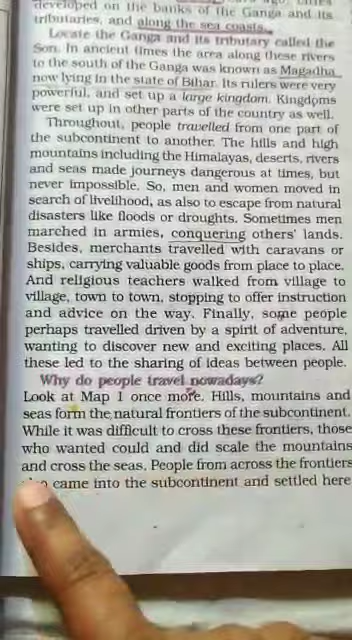 developed on the banks of the Ganga and its
tributaries, and along the sea coasts.
Locate the Ganga and its tributary called the
Son. In ancient times the area along these rivers
to the south of the Ganga was known as Magadha
now lying in the state of Bihar. Its rulers were very
powerful, and set up a large kingdom. Kingdoms
were set up in other parts of the country as well.
Throughout, people travelled from one part of
the subcontinent to another. The hills and high
mountains including the Himalayas, deserts, rivers
and seas made journeys dangerous at times, but
never impossible. So, men and women moved in
search of livelihood, as also to escape from natural
disasters like floods or droughts. Sometimes men
marched in armies, conquering others' lands.
Besides, merchants travelled with caravans or
ships, carrying valuable goods from place to place.
And religious teachers walked from village to
village, town to town, stopping to offer instruction
and advice on the way. Finally, some people
perhaps travelled driven by a spirit of adventure,
wanting to discover new and exciting places. All
these led to the sharing of ideas between people.
Why do people travel nowadays?
Look at Map 1 once more. Hills, mountains and
seas form the natural frontiers of the subcontinent.
While it was difficult to cross these frontiers, those
who wanted could and did scale the mountains
and cross the seas. People from across the frontiers
came into the subcontinent and settled here